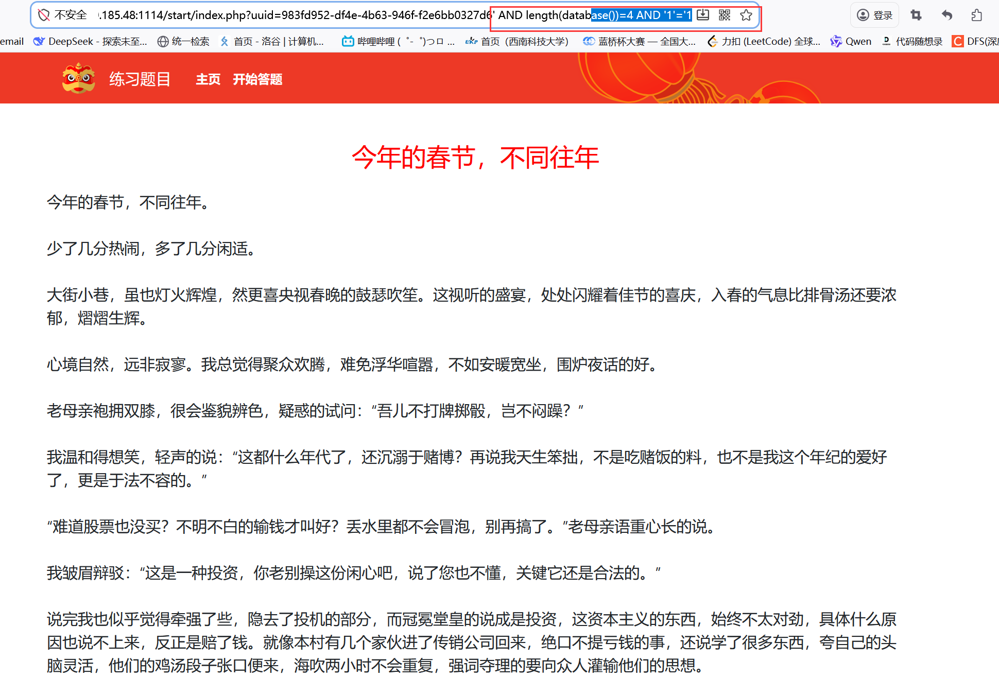 不安全 .185.48:1114/start/index.php?uuid=983fd952-df4e-4b63-946f-f2e6bb0327d6' AND length(database())=4 AND '1'='1 登录
email DeepSeek - 探索未至... 统一检索 首页 - 洛谷 | 计算机... 哔哩哔哩 (゜-゜)つロ ... 首页（西南科技大学） 蓝桥杯大赛 — 全国大... 力扣 (LeetCode) 全球... Qwen 代码随想录 DFS(深
练习题目 主页 开始答题
今年的春节，不同往年
今年的春节，不同往年。
少了几分热闹，多了几分闲适。
大街小巷，虽也灯火辉煌，然更喜央视春晚的鼓瑟吹笙。这视听的盛宴，处处闪耀着佳节的喜庆，入春的气息比排骨汤还要浓
郁，熠熠生辉。
心境自然，远非寂寥。我总觉得聚众欢腾，难免浮华喧嚣，不如安暖宽坐，围炉夜话的好。
老母亲袍拥双膝，很会鉴貌辨色，疑惑的试问：“吾儿不打牌掷骰，岂不闷躁？”
我温和得想笑，轻声的说：“这都什么年代了，还沉溺于赌博？再说我天生笨拙，不是吃赌饭的料，也不是我这个年纪的爱好
了，更是于法不容的。”
“难道股票也没买？不明不白的输钱才叫好？丢水里都不会冒泡，别再搞了。”老母亲语重心长的说。
我皱眉辩驳：“这是一种投资，你老别操这份闲心吧，说了您也不懂，关键它还是合法的。”
说完我也似乎觉得牵强了些，隐去了投机的部分，而冠冕堂皇的说成是投资，这资本主义的东西，始终不太对劲，具体什么原
因也说不上来，反正是赔了钱。就像本村有几个家伙进了传销公司回来，绝口不提亏钱的事，还说学了很多东西，夸自己的头
脑灵活，他们的鸡汤段子张口便来，海吹两小时不会重复，强词夺理的要向众人灌输他们的思想。